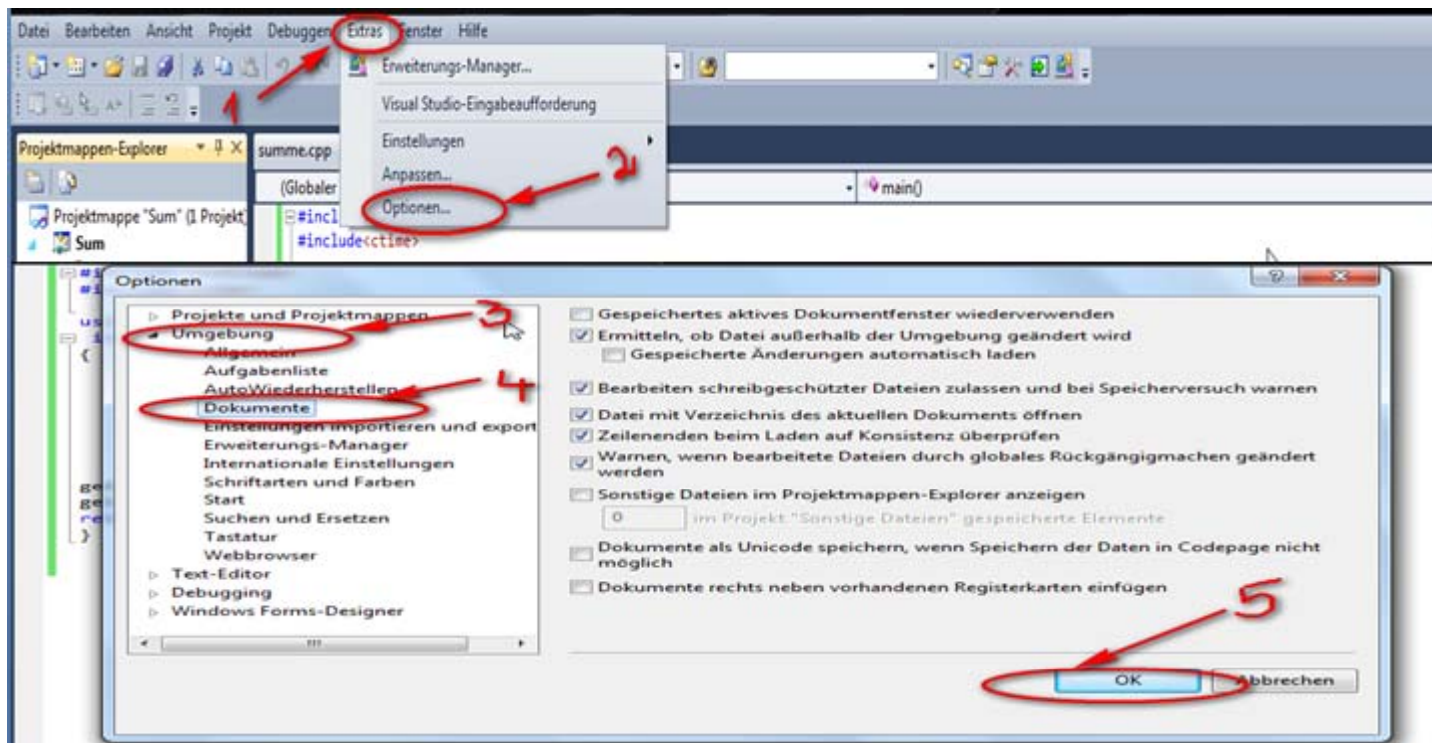 Datei Bearbeiten Ansicht Projekt Debuggen Extras Fenster Hilfe
Erweiterungs-Manager...
Visual Studio-Eingabeaufforderung
1
Projektmappen-Explorer
summe.cpp
Einstellungen
2
(Globaler
Anpassen...
main()
Projektmappe "Sum" (1 Projekt)
Optionen...
#incl
Sum
#include<ctime>
Optionen
Projekte und Projektmappen
3
Umgebung
Allgemein
Aufgabenliste
AutoWiederherstellen
4
Dokumente
Einstellungen importieren und export
Erweiterungs-Manager
Internationale Einstellungen
Schriftarten und Farben
Start
Suchen und Ersetzen
Tastatur
Webbrowser
Text-Editor
Debugging
Windows Forms-Designer
Gespeichertes aktives Dokumentfenster wiederverwenden
Ermitteln, ob Datei außerhalb der Umgebung geändert wird
Gespeicherte Änderungen automatisch laden
Bearbeiten schreibgeschützter Dateien zulassen und bei Speicherversuch warnen
Datei mit Verzeichnis des aktuellen Dokuments öffnen
Zeilenenden beim Laden auf Konsistenz überprüfen
Warnen, wenn bearbeitete Dateien durch globales Rückgängigmachen geändert
werden
Sonstige Dateien im Projektmappen-Explorer anzeigen
0 im Projekt "Sonstige Dateien" gespeicherte Elemente
Dokumente als Unicode speichern, wenn Speichern der Daten in Codepage nicht
möglich
Dokumente rechts neben vorhandenen Registerkarten einfügen
5
OK Abbrechen